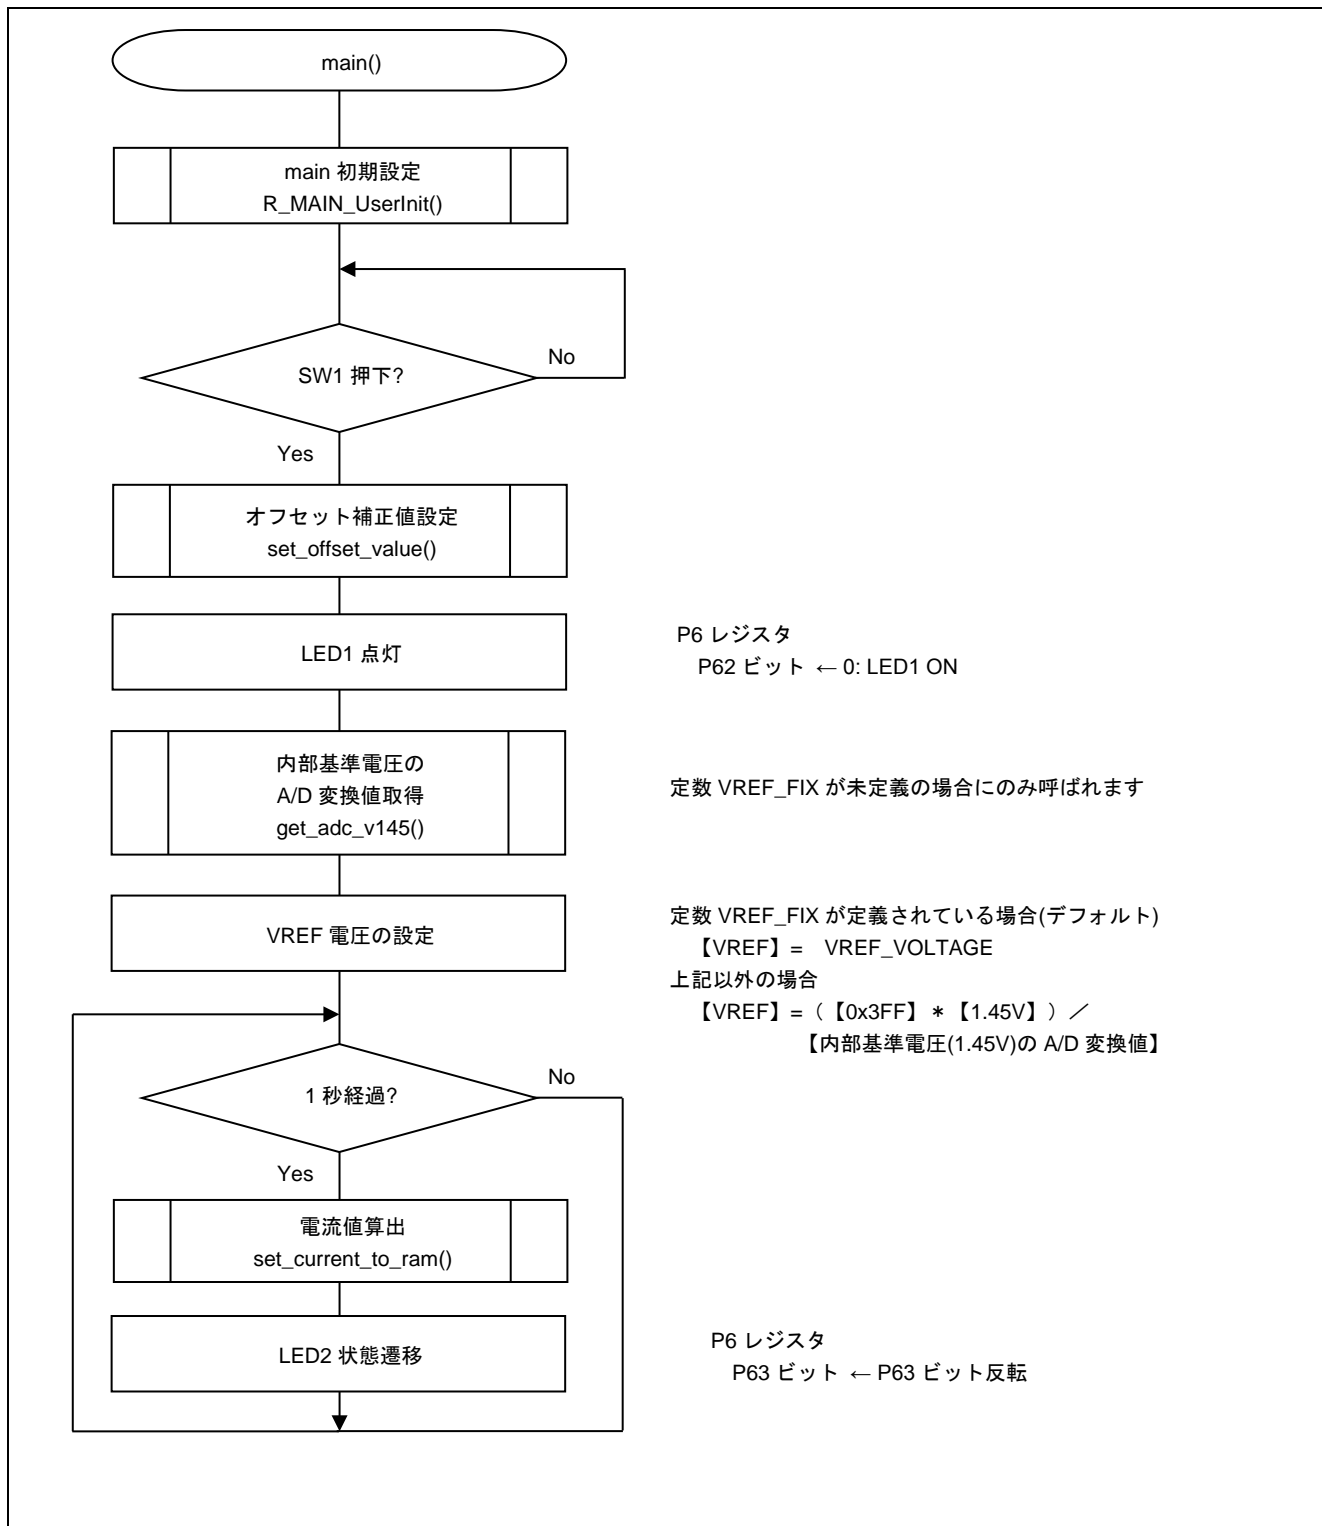 main()
main 初期設定
R_MAIN_UserInit()
SW1 押下?
No
Yes
オフセット補正値設定
set_offset_value()
LED1 点灯
P6 レジスタ
P62 ビット ← 0: LED1 ON
内部基準電圧の
A/D 変換値取得
get_adc_v145()
定数 VREF_FIX が未定義の場合にのみ呼ばれます
VREF 電圧の設定
定数 VREF_FIX が定義されている場合(デフォルト)
【VREF】= VREF_VOLTAGE
上記以外の場合
【VREF】=（【0x3FF】＊【1.45V】）／
【内部基準電圧(1.45V)の A/D 変換値】
1 秒経過?
No
Yes
電流値算出
set_current_to_ram()
LED2 状態遷移
P6 レジスタ
P63 ビット ← P63 ビット反転